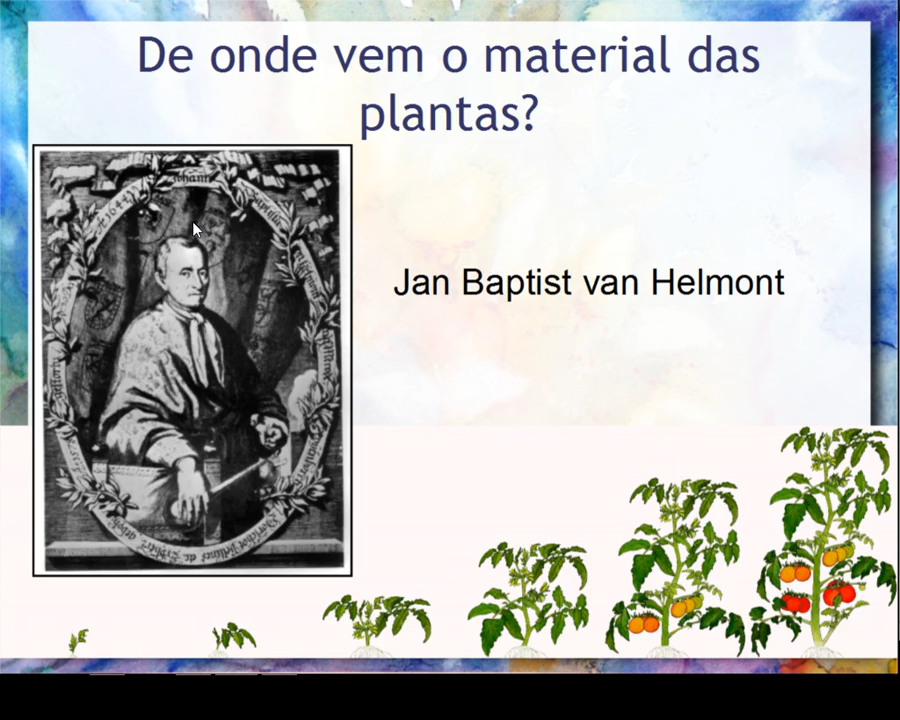 De onde vem o material das
plantas?
Jan Baptist van Helmont